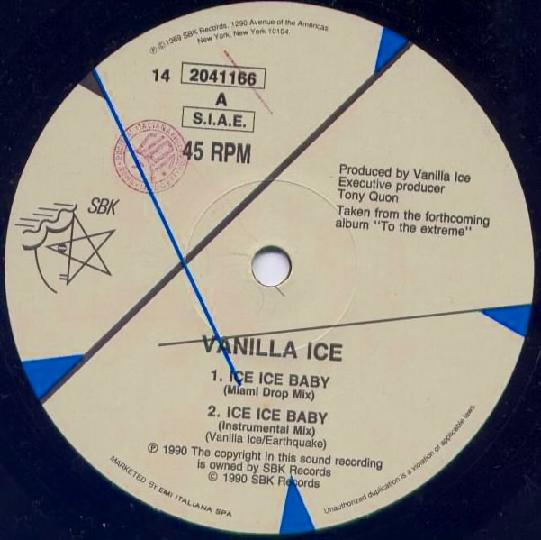 ℗ © 1989 SBK Records, 1290 Avenue of the Americas
New York, New York 10104.
14 2041166
A
S.I.A.E.
45 RPM
SBK
Produced by Vanilla Ice
Executive producer
Tony Quon
Taken from the forthcoming
album "To the extreme"
VANILLA ICE
1. ICE ICE BABY
(Miami Drop Mix)
2. ICE ICE BABY
(Instrumental Mix)
(Vanilla Ice/Earthquake)
℗ 1990 The copyright in this sound recording
is owned by SBK Records
© 1990 SBK Records
MARKETED BY EMI ITALIANA SPA
Unauthorized duplication is a violation of applicable laws